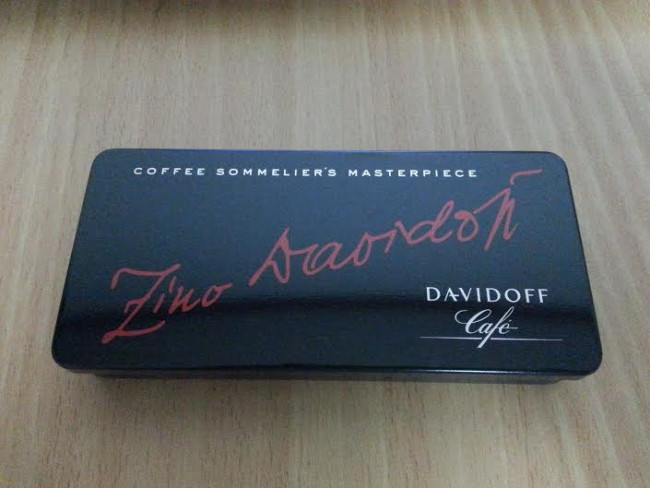 COFFEE SOMMELIER'S MASTERPIECE
Zino Davidoff
DAVIDOFF
Café